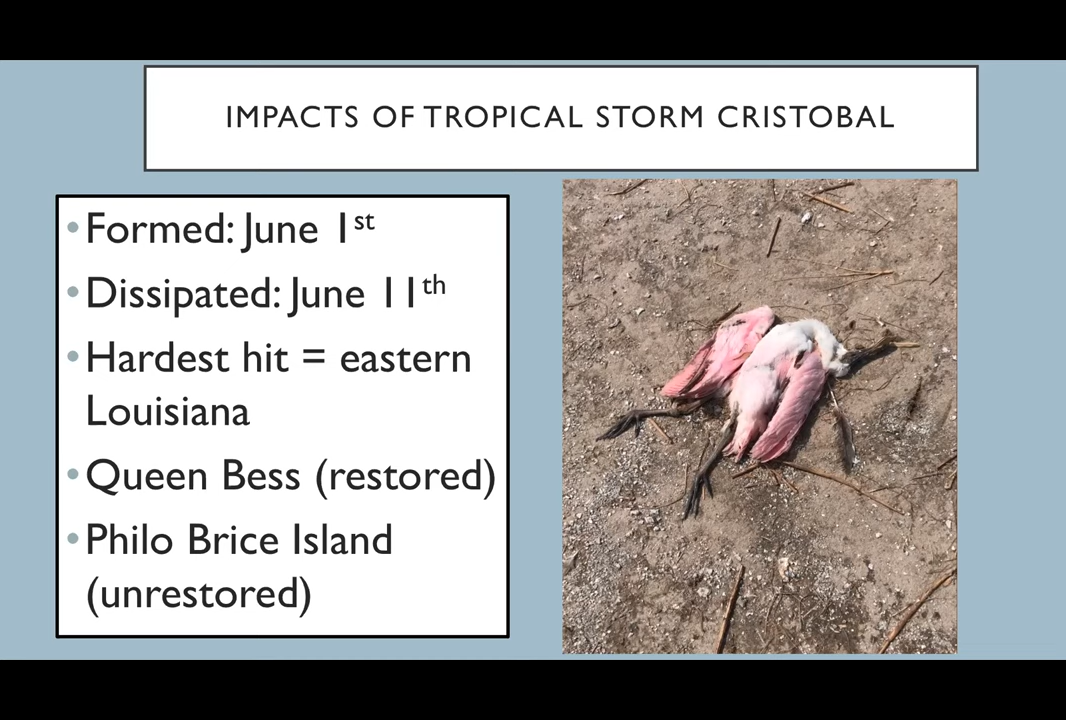 IMPACTS OF TROPICAL STORM CRISTOBAL
• Formed: June 1st
• Dissipated: June 11th
• Hardest hit = eastern
Louisiana
• Queen Bess (restored)
• Philo Brice Island
(unrestored)